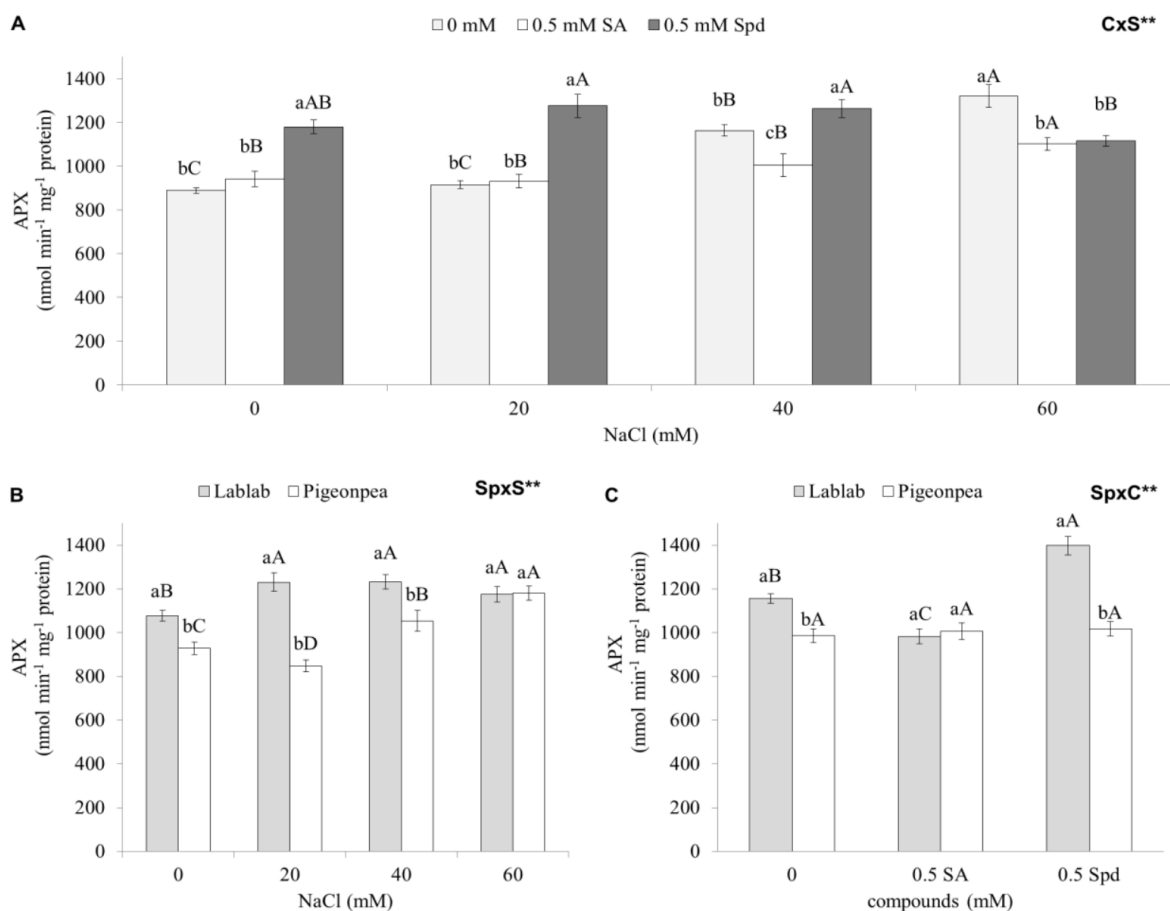 A
0 mM 0.5 mM SA 0.5 mM Spd
CxS**
1400
1200
1000
800
600
400
200
0
APX
(nmol min⁻¹ mg⁻¹ protein)
bC bB aAB
bC bB aA
bB cB aA
aA bA bB
0 20 40 60
NaCl (mM)
B
Lablab Pigeonpea
SpxS**
1400
1200
1000
800
600
400
200
0
APX
(nmol min⁻¹ mg⁻¹ protein)
aB bC
aA bD
aA bB
aA aA
0 20 40 60
NaCl (mM)
C
Lablab Pigeonpea
SpxC**
1400
1200
1000
800
600
400
200
0
APX
(nmol min⁻¹ mg⁻¹ protein)
aB bA
aC aA
aA bA
0 0.5 SA 0.5 Spd
compounds (mM)